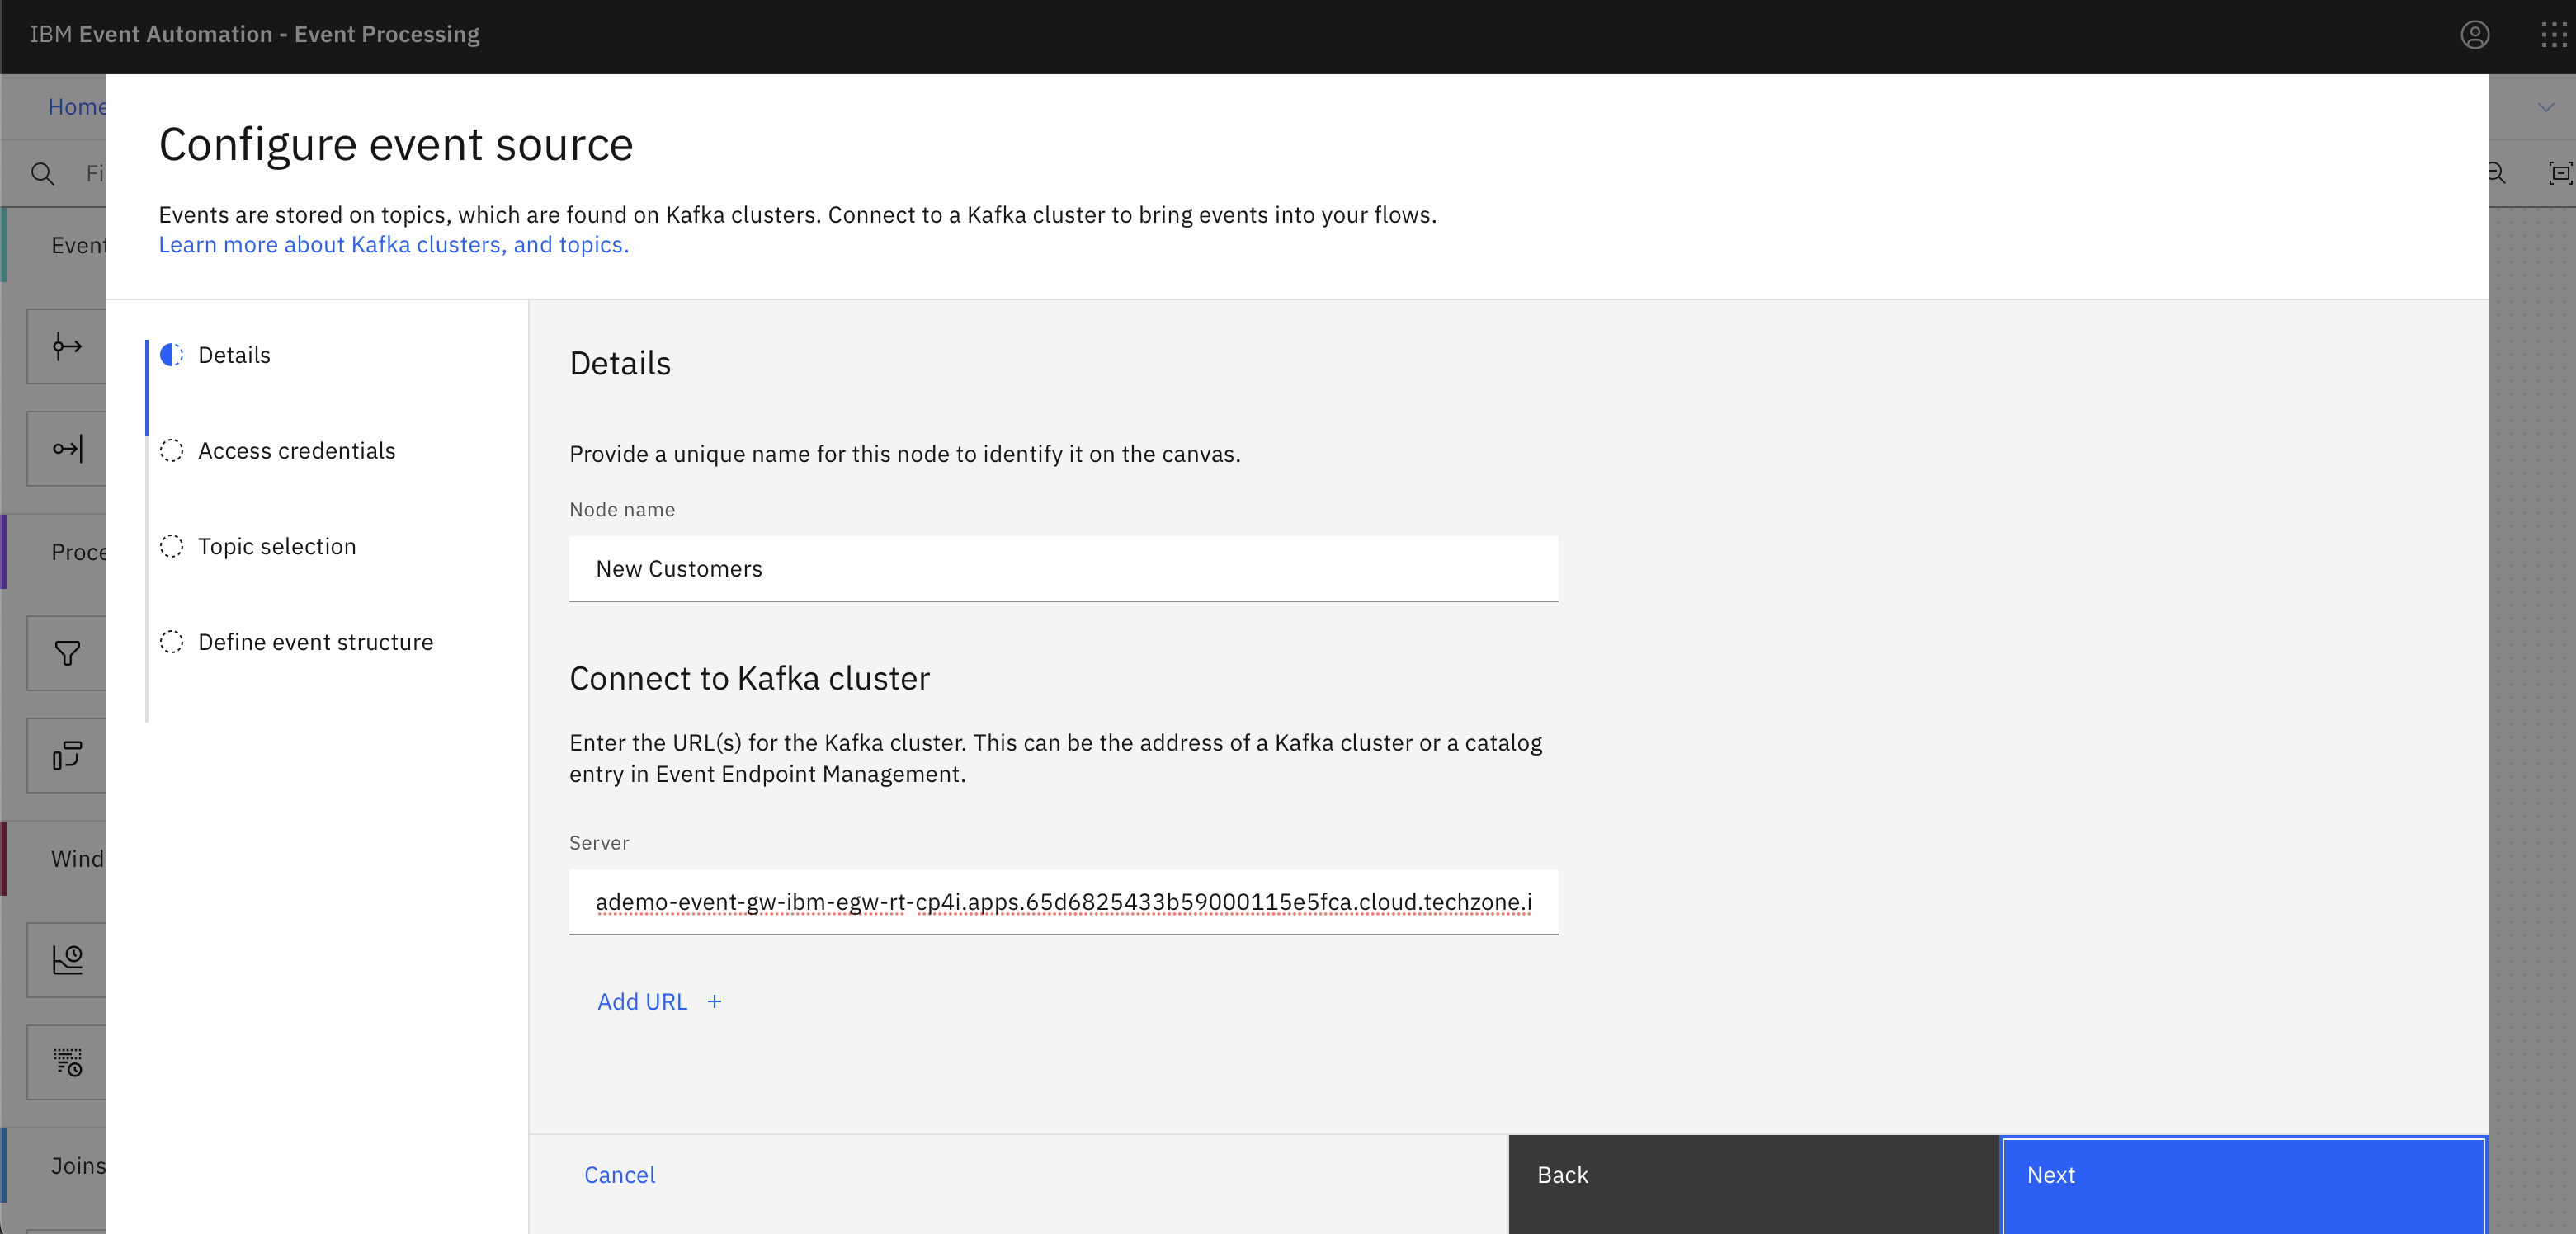 IBM Event Automation - Event Processing
Home
Configure event source
Events are stored on topics, which are found on Kafka clusters. Connect to a Kafka cluster to bring events into your flows.
Learn more about Kafka clusters, and topics.
Details
Access credentials
Topic selection
Define event structure
Details
Provide a unique name for this node to identify it on the canvas.
Node name
New Customers
Connect to Kafka cluster
Enter the URL(s) for the Kafka cluster. This can be the address of a Kafka cluster or a catalog
entry in Event Endpoint Management.
Server
ademo-event-gw-ibm-egw-rt-cp4i.apps.65d6825433b59000115e5fca.cloud.techzone.i
Add URL +
Cancel
Back
Next
Fi
Event
Proce
Wind
Joins